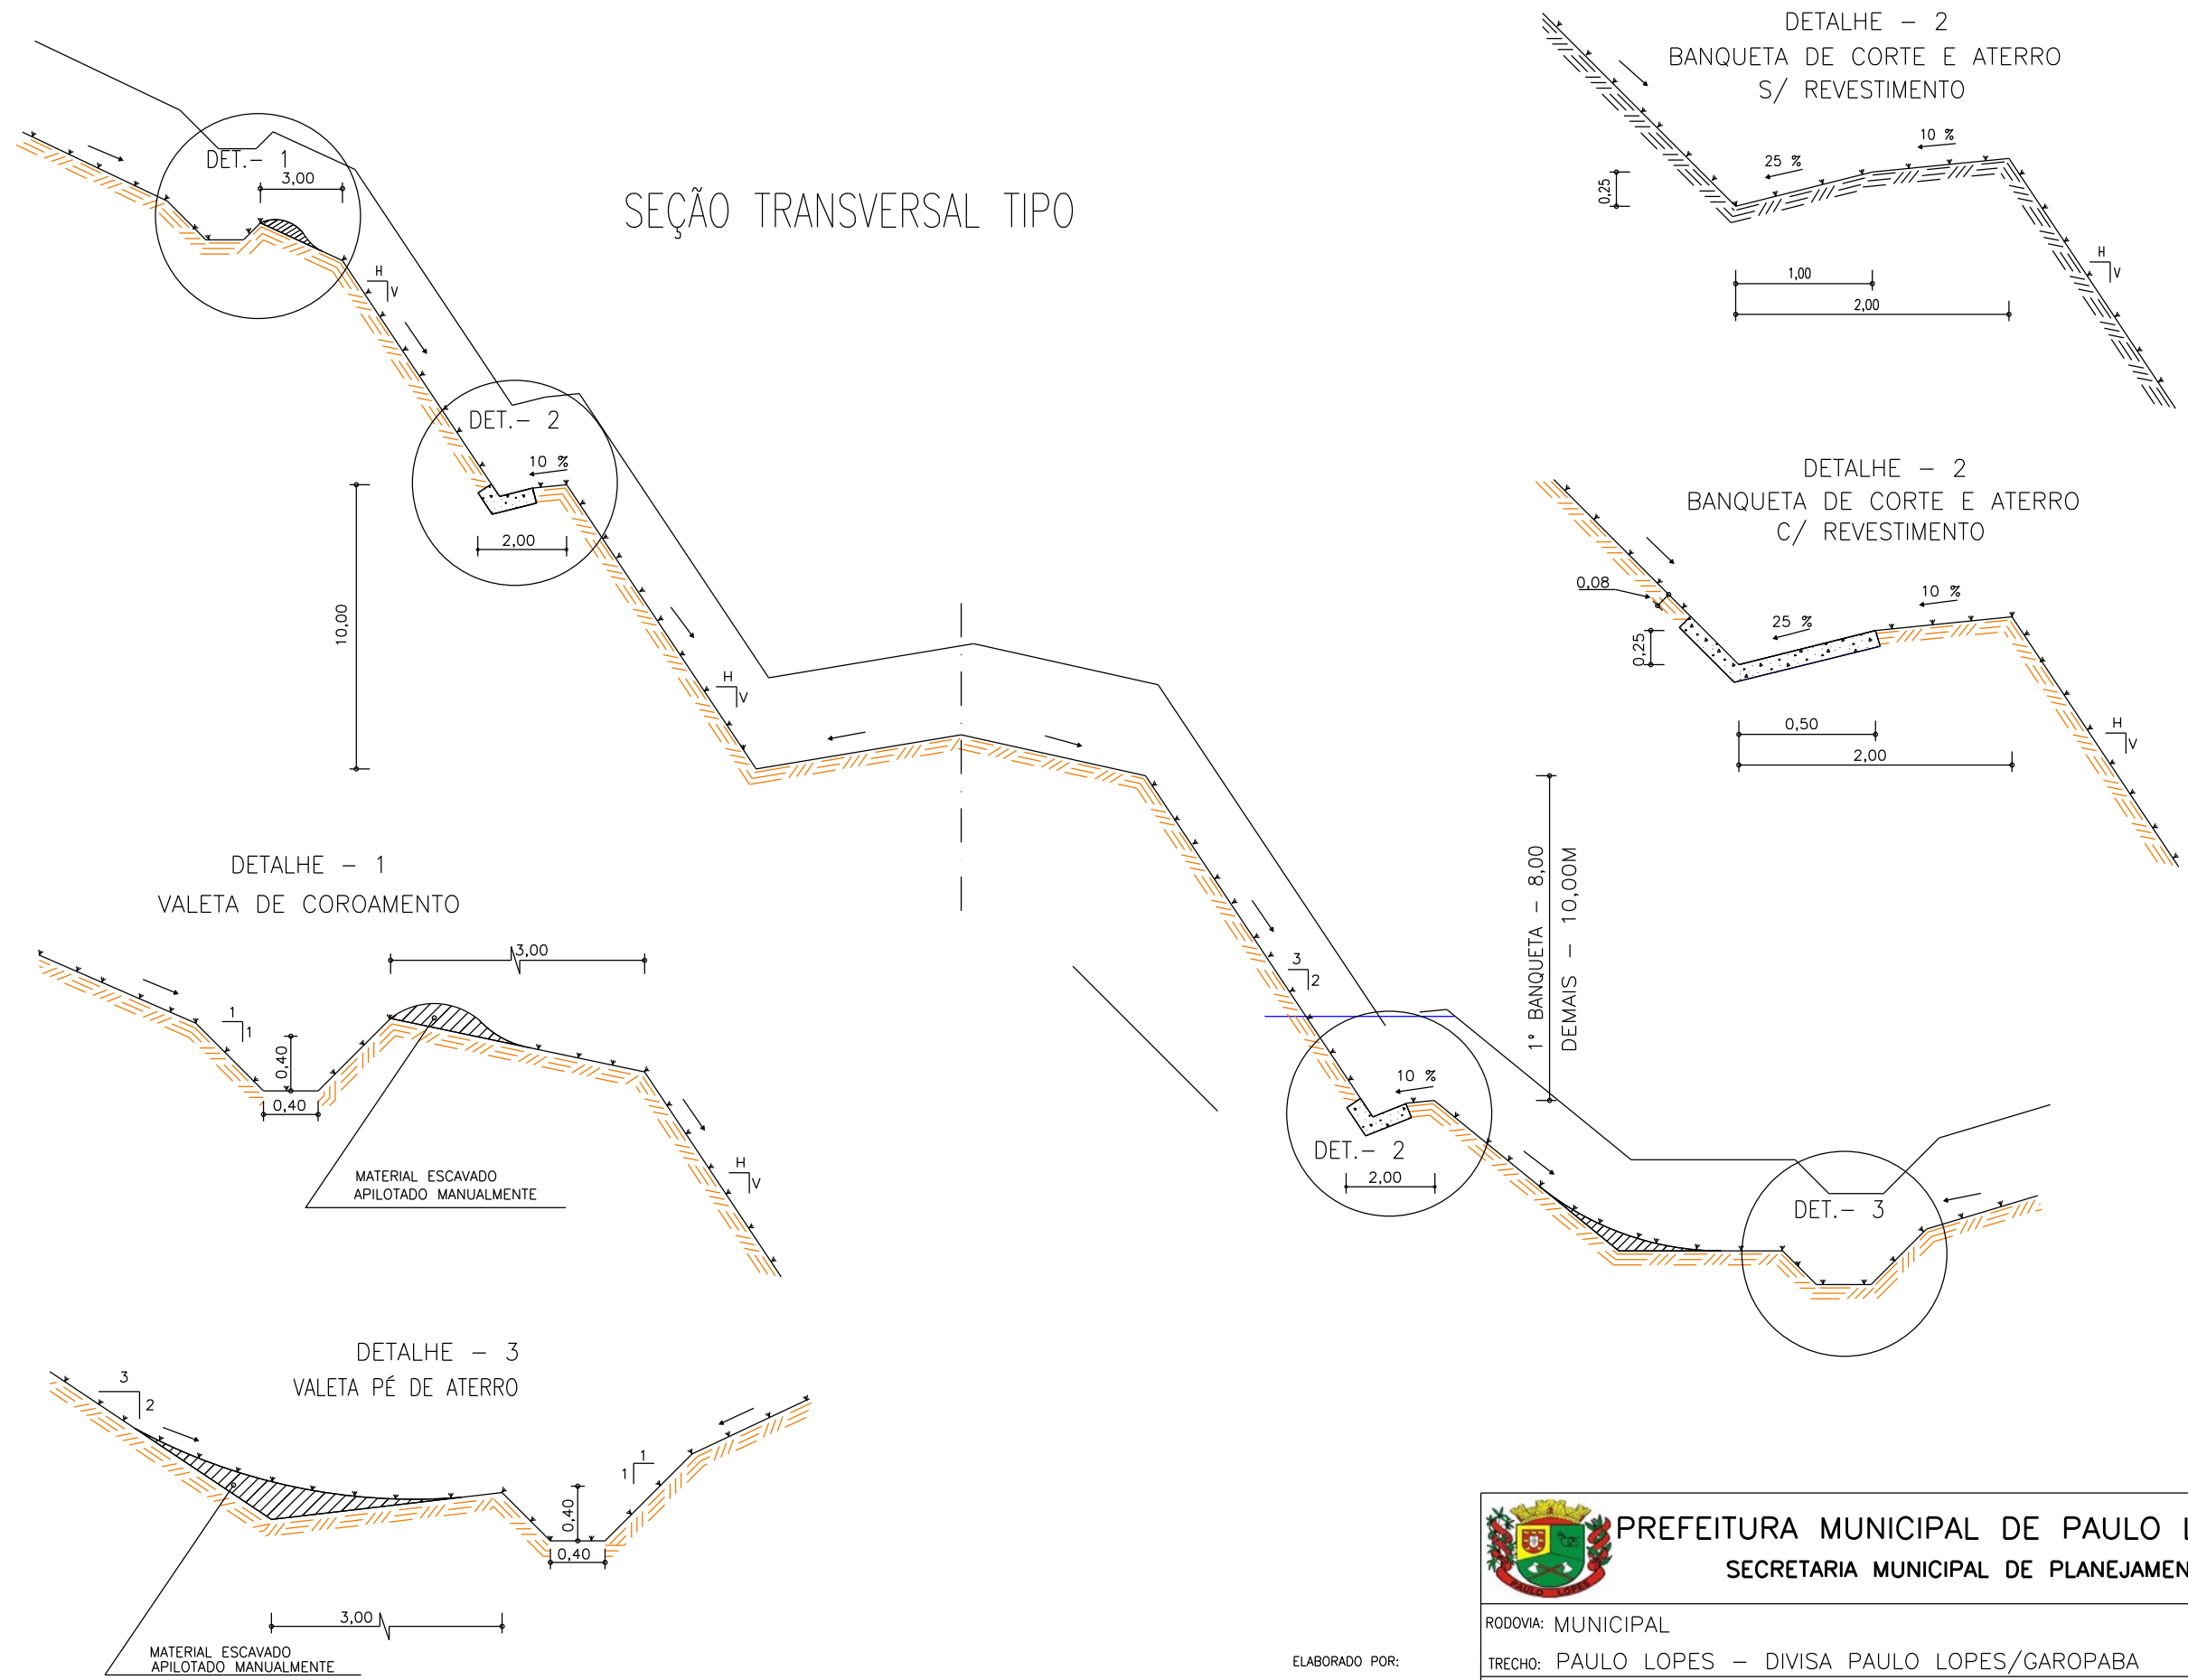 SEÇÃO TRANSVERSAL TIPO
DET.- 1
3,00
H
V
DET.- 2
10 %
2,00
10,00
H
V
3
2
1° BANQUETA - 8,00
DEMAIS - 10,00M
10 %
DET.- 2
2,00
DET.- 3
DETALHE - 2
BANQUETA DE CORTE E ATERRO
S/ REVESTIMENTO
10 %
25 %
0,25
H
V
1,00
2,00
DETALHE - 2
BANQUETA DE CORTE E ATERRO
C/ REVESTIMENTO
0,08
10 %
25 %
0,25
0,50
H
V
2,00
DETALHE - 1
VALETA DE COROAMENTO
3,00
1
1
0,40
0,40
H
V
MATERIAL ESCAVADO
APILOTADO MANUALMENTE
DETALHE - 3
VALETA PÉ DE ATERRO
3
2
1
1
0,40
0,40
3,00
MATERIAL ESCAVADO
APILOTADO MANUALMENTE
ELABORADO POR:
PAULO LOPES
PREFEITURA MUNICIPAL DE PAULO
SECRETARIA MUNICIPAL DE PLANEJAMEN
RODOVIA: MUNICIPAL
TRECHO: PAULO LOPES - DIVISA PAULO LOPES/GAROPABA